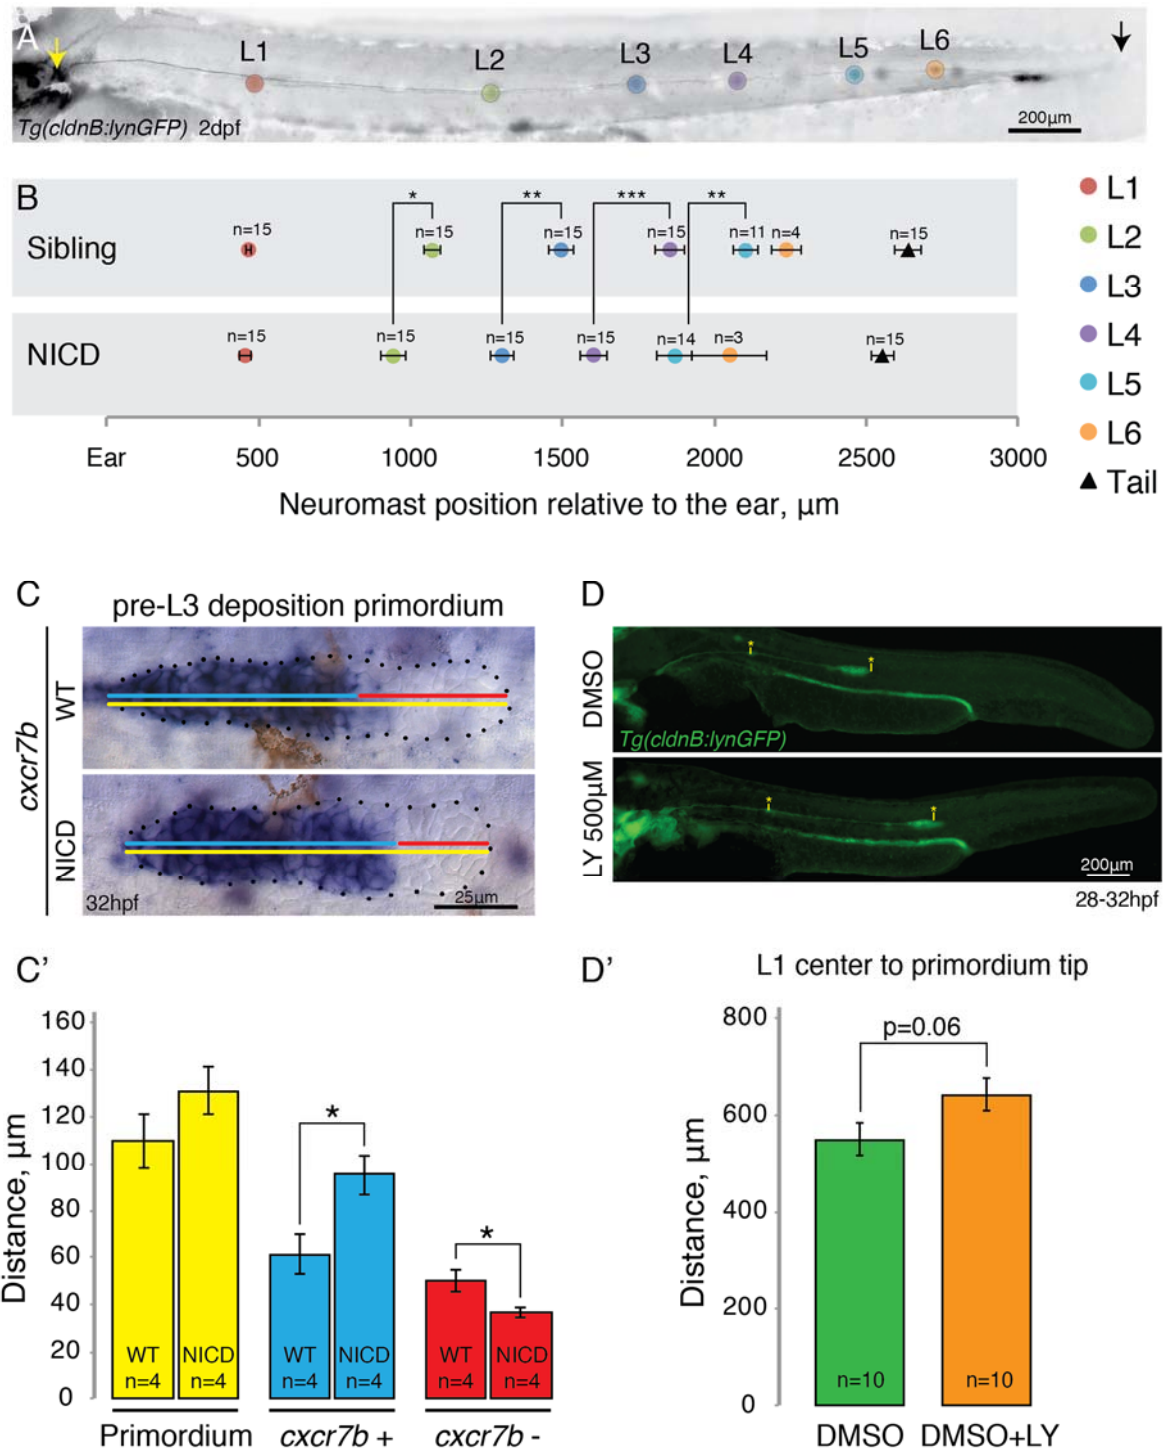 A
L1
L2
L3
L4
L5
L6
Tg(cldnB:lynGFP) 2dpf
200µm
B
* ** *** **
Sibling
n=15 n=15 n=15 n=15 n=11 n=4 n=15
NICD
n=15 n=15 n=15 n=15 n=14 n=3 n=15
Ear 500 1000 1500 2000 2500 3000
Neuromast position relative to the ear, µm
L1
L2
L3
L4
L5
L6
Tail
C
pre-L3 deposition primordium
cxcr7b
WT
NICD
32hpf
25µm
D
DMSO
* *
Tg(cldnB:lynGFP)
LY 500µM
* *
200µm
28-32hpf
C'
Distance, µm
160
140
120
100
80
60
40
20
0
*
*
WT NICD WT NICD WT NICD
n=4 n=4 n=4 n=4 n=4 n=4
Primordium cxcr7b + cxcr7b -
D'
L1 center to primordium tip
Distance, µm
800
600
400
200
0
p=0.06
n=10 n=10
DMSO DMSO+LY